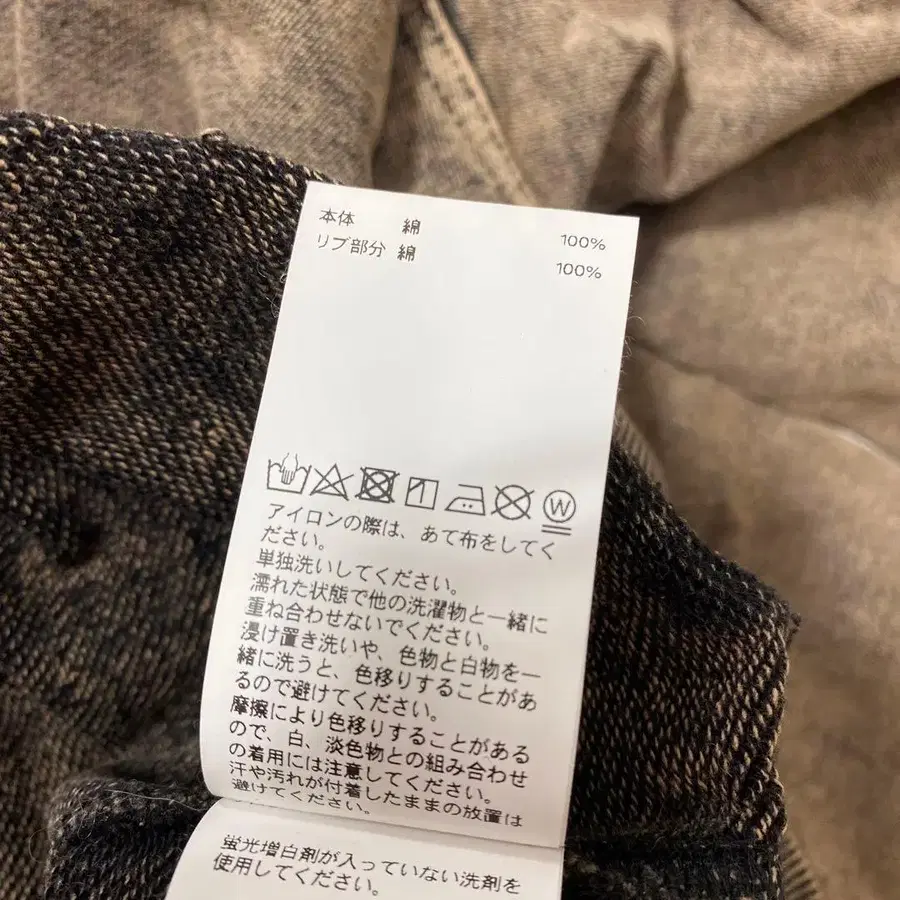 本体 綿 100%
リブ部分 綿 100%
W
アイロンの際は、あて布をしてく
ださい。
単独洗いしてください。
濡れた状態で他の洗濯物と一緒に
重ね合わせないでください。
浸け置き洗いや、色物と白物を一
緒に洗うと、色移りすることがあ
るので避けてください。
摩擦により色移りすることがある
ので、白、淡色物との組み合わせ
の着用には注意してください。
汗や汚れが付着したままの放置は
避けてください。
蛍光増白剤が入っていない洗剤を
使用してください。